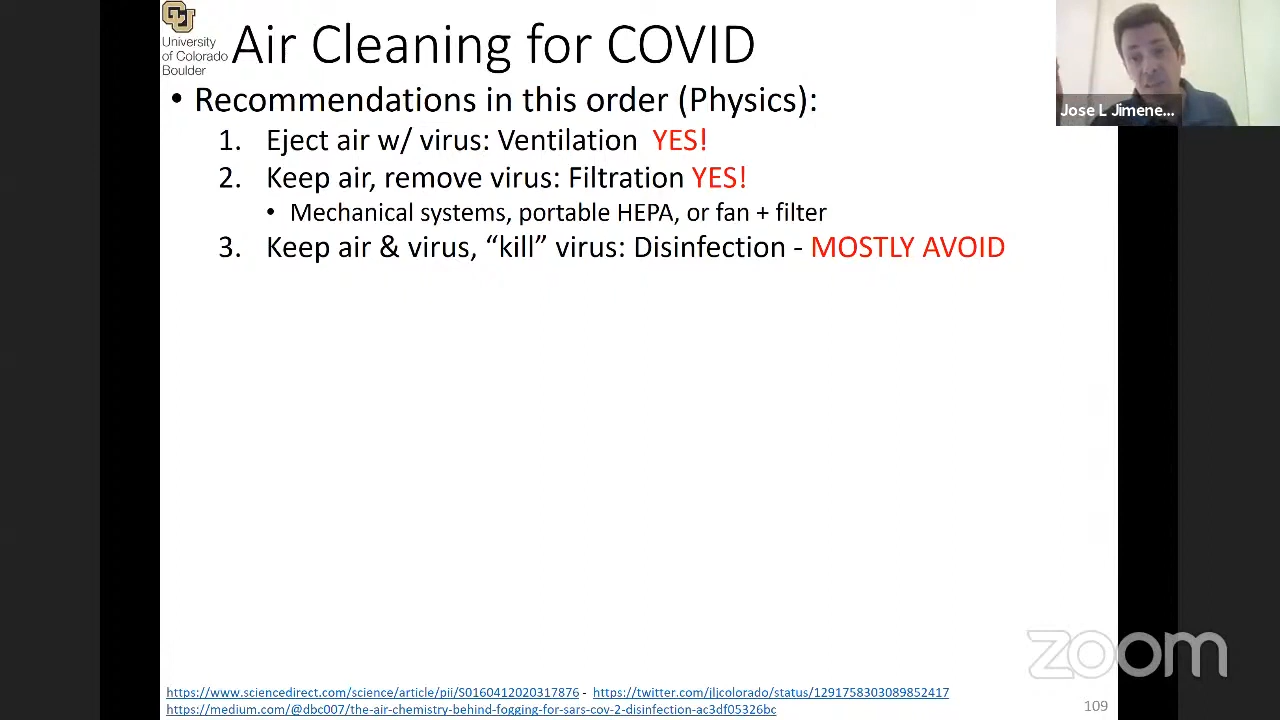 University
of Colorado
Boulder
Air Cleaning for COVID
Jose L Jimene...
• Recommendations in this order (Physics):
1. Eject air w/ virus: Ventilation YES!
2. Keep air, remove virus: Filtration YES!
• Mechanical systems, portable HEPA, or fan + filter
3. Keep air & virus, “kill” virus: Disinfection - MOSTLY AVOID
zoom
https://www.sciencedirect.com/science/article/pii/S0160412020317876 - https://twitter.com/jljcolorado/status/1291758303089852417
https://medium.com/@dbc007/the-air-chemistry-behind-fogging-for-sars-cov-2-disinfection-ac3df05326bc
109